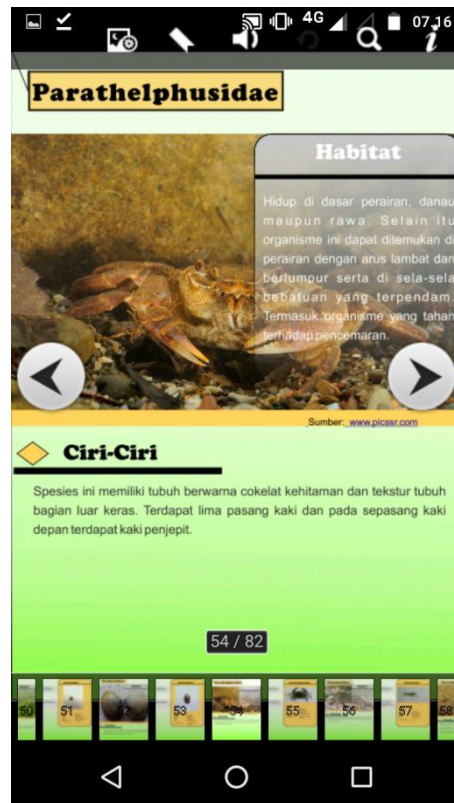 4G 07.16
Parathelphusidae
Habitat
Hidup di dasar perairan, danau
maupun rawa. Selain itu
organisme ini dapat ditemukan di
perairan dengan arus lambat dan
berlumpur serta di sela-sela
bebatuan yang terpendam.
Termasuk organisme yang tahan
terhadap pencemaran.
Sumber: www.picssr.com
Ciri-Ciri
Spesies ini memiliki tubuh berwarna cokelat kehitaman dan tekstur tubuh
bagian luar keras. Terdapat lima pasang kaki dan pada sepasang kaki
depan terdapat kaki penjepit.
54 / 82
50 51 52 53 54 55 56 57 58